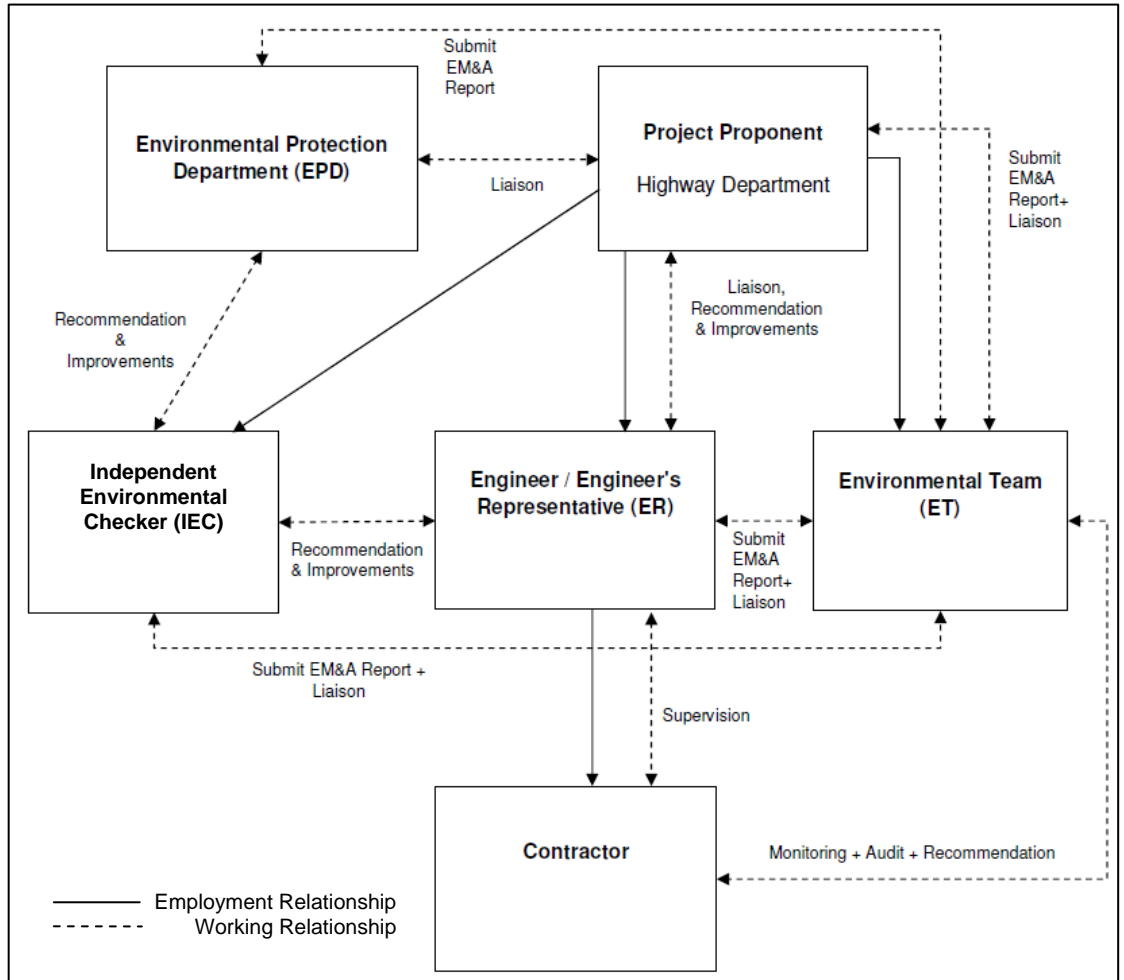 Submit
EM&A
Report
Environmental Protection
Department (EPD)
Project Proponent
Highway Department
Liaison
Submit
EM&A
Report+
Liaison
Recommendation
&
Improvements
Liaison,
Recommendation
& Improvements
Independent
Environmental
Checker (IEC)
Engineer / Engineer's
Representative (ER)
Environmental Team
(ET)
Recommendation
& Improvements
Submit
EM&A
Report+
Liaison
Submit EM&A Report +
Liaison
Supervision
Contractor
Monitoring + Audit + Recommendation
Employment Relationship
Working Relationship